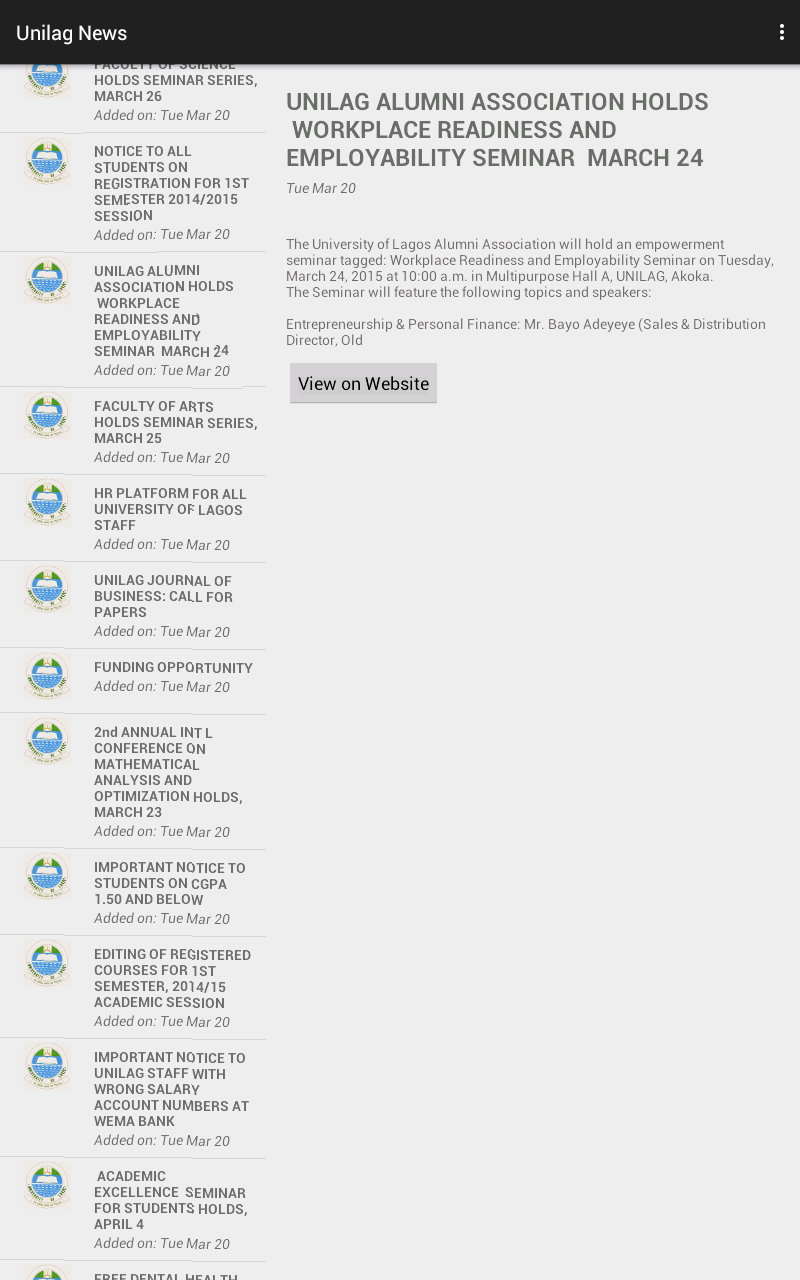 Unilag News
FACULTY OF SCIENCE
HOLDS SEMINAR SERIES,
MARCH 26
Added on: Tue Mar 20
NOTICE TO ALL
STUDENTS ON
REGISTRATION FOR 1ST
SEMESTER 2014/2015
SESSION
Added on: Tue Mar 20
UNILAG ALUMNI
ASSOCIATION HOLDS
WORKPLACE
READINESS AND
EMPLOYABILITY
SEMINAR MARCH 24
Added on: Tue Mar 20
FACULTY OF ARTS
HOLDS SEMINAR SERIES,
MARCH 25
Added on: Tue Mar 20
HR PLATFORM FOR ALL
UNIVERSITY OF LAGOS
STAFF
Added on: Tue Mar 20
UNILAG JOURNAL OF
BUSINESS: CALL FOR
PAPERS
Added on: Tue Mar 20
FUNDING OPPORTUNITY
Added on: Tue Mar 20
2nd ANNUAL INT L
CONFERENCE ON
MATHEMATICAL
ANALYSIS AND
OPTIMIZATION HOLDS,
MARCH 23
Added on: Tue Mar 20
IMPORTANT NOTICE TO
STUDENTS ON CGPA
1.50 AND BELOW
Added on: Tue Mar 20
EDITING OF REGISTERED
COURSES FOR 1ST
SEMESTER, 2014/15
ACADEMIC SESSION
Added on: Tue Mar 20
IMPORTANT NOTICE TO
UNILAG STAFF WITH
WRONG SALARY
ACCOUNT NUMBERS AT
WEMA BANK
Added on: Tue Mar 20
ACADEMIC
EXCELLENCE SEMINAR
FOR STUDENTS HOLDS,
APRIL 4
Added on: Tue Mar 20
FREE DENTAL HEALTH
UNILAG ALUMNI ASSOCIATION HOLDS
WORKPLACE READINESS AND
EMPLOYABILITY SEMINAR MARCH 24
Tue Mar 20
The University of Lagos Alumni Association will hold an empowerment
seminar tagged: Workplace Readiness and Employability Seminar on Tuesday,
March 24, 2015 at 10:00 a.m. in Multipurpose Hall A, UNILAG, Akoka.
The Seminar will feature the following topics and speakers:
Entrepreneurship & Personal Finance: Mr. Bayo Adeyeye (Sales & Distribution
Director, Old
View on Website